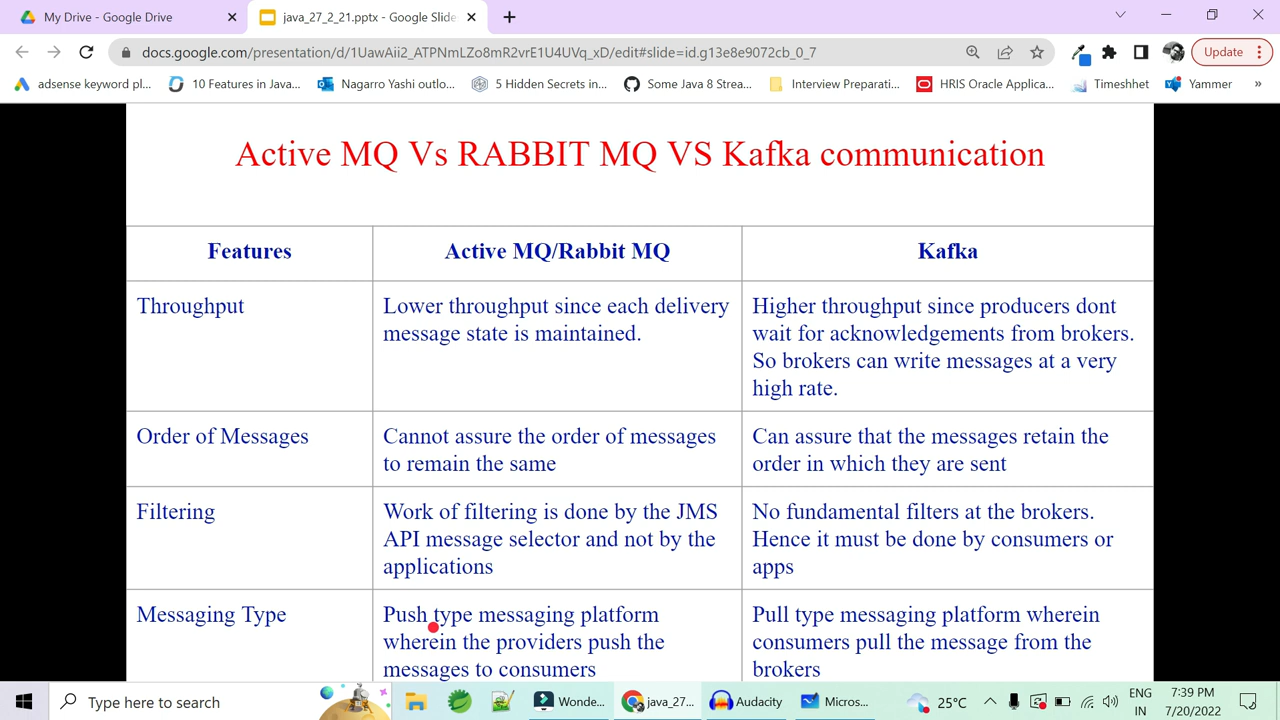 My Drive - Google Drive
java_27_2_21.pptx - Google Slide
docs.google.com/presentation/d/1UawAii2_ATPNmLZo8mR2vrE1U4UVq_xD/edit#slide=id.g13e8e9072cb_0_7
Update
adsense keyword pl...
10 Features in Java...
Nagarro Yashi outlo...
5 Hidden Secrets in...
Some Java 8 Strea...
Interview Preparati...
HRIS Oracle Applica...
Timeshhet
Yammer
»
Active MQ Vs RABBIT MQ VS Kafka communication
Features
Active MQ/Rabbit MQ
Kafka
Throughput
Lower throughput since each delivery
message state is maintained.
Higher throughput since producers dont
wait for acknowledgements from brokers.
So brokers can write messages at a very
high rate.
Order of Messages
Cannot assure the order of messages
to remain the same
Can assure that the messages retain the
order in which they are sent
Filtering
Work of filtering is done by the JMS
API message selector and not by the
applications
No fundamental filters at the brokers.
Hence it must be done by consumers or
apps
Messaging Type
Push type messaging platform
wherein the providers push the
messages to consumers
Pull type messaging platform wherein
consumers pull the message from the
brokers
Type here to search
Wonde...
java_27...
Audacity
Micros...
25°C
ENG
IN
7:39 PM
7/20/2022